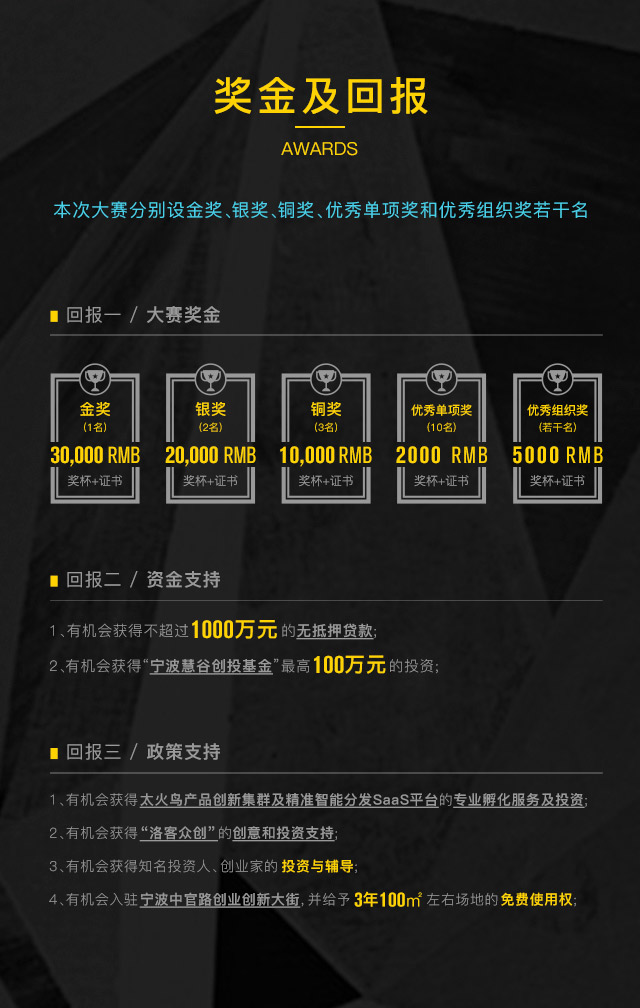 奖金及回报
AWARDS
本次大赛分别设金奖、银奖、铜奖、优秀单项奖和优秀组织奖若干名
回报一 / 大赛奖金
金奖
(1名)
30,000 RMB
奖杯+证书
银奖
(2名)
20,000 RMB
奖杯+证书
铜奖
(3名)
10,000 RMB
奖杯+证书
优秀单项奖
(10名)
2000 RMB
奖杯+证书
优秀组织奖
(若干名)
5000 RMB
奖杯+证书
回报二 / 资金支持
1、有机会获得不超过1000万元的无抵押贷款;
2、有机会获得“宁波慧谷创投基金”最高100万元的投资;
回报三 / 政策支持
1、有机会获得太火鸟产品创新集群及精准智能分发SaaS平台的专业孵化服务及投资;
2、有机会获得“洛客众创”的创意和投资支持;
3、有机会获得知名投资人、创业家的投资与辅导;
4、有机会入驻宁波中官路创业创新大街, 并给予3年100㎡左右场地的免费使用权;